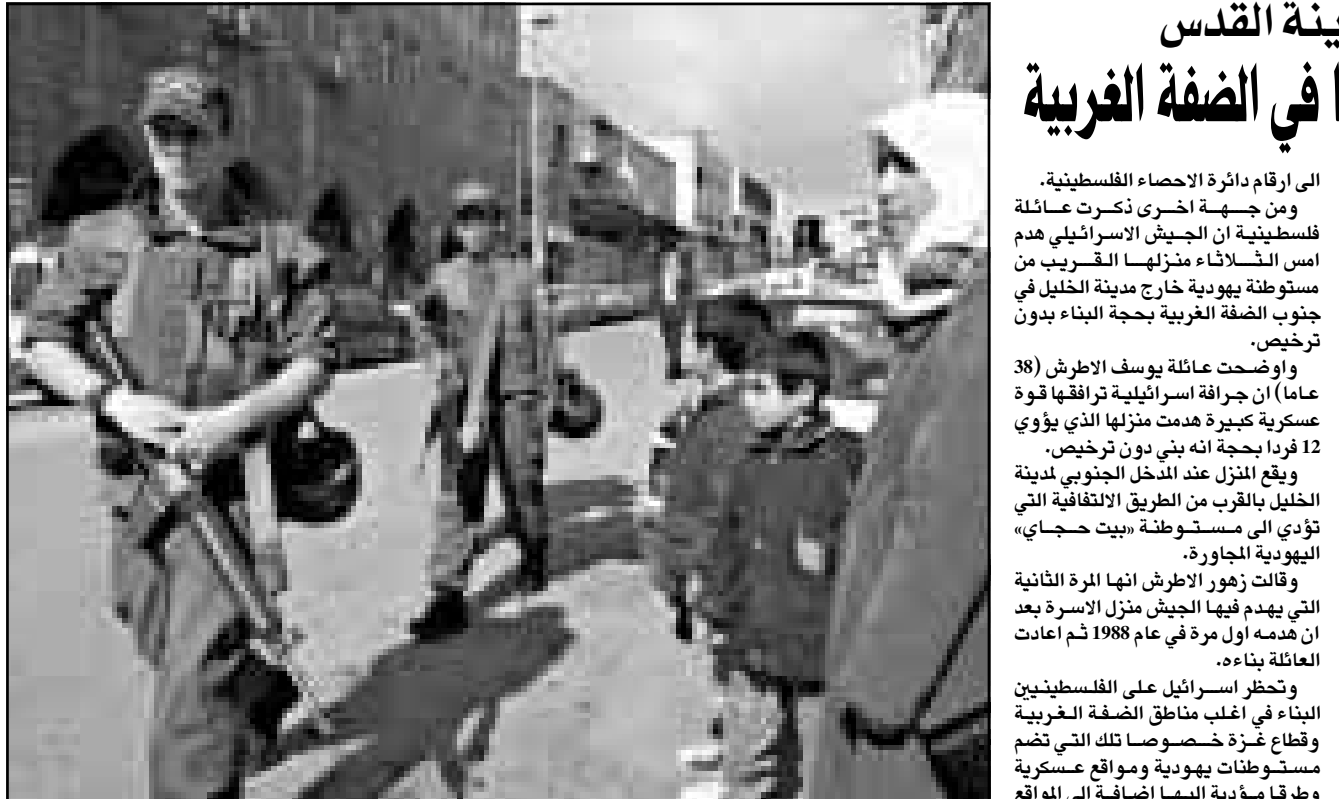 ينة القدس
ا في الضفة الغربية
الى ارقام دائرة الاحصاء الفلسطينية.
ومن جهة اخرى ذكرت عائلة
فلسطينية ان الجيش الاسرائيلي هدم
امس الثلاثاء منزلها القريب من
مستوطنة يهودية خارج مدينة الخليل في
جنوب الضفة الغربية بحجة البناء بدون
ترخيص.
واوضحت عائلة يوسف الاطرش (38
عاما) ان جرافة اسرائيلية ترافقها قوة
عسكرية كبيرة هدمت منزلها الذي يؤوي
12 فردا بحجة انه بني دون ترخيص.
ويقع المنزل عند المدخل الجنوبي لمدينة
الخليل بالقرب من الطريق الالتفافية التي
تؤدي الى مستوطنة «بيت حجاي»
اليهودية المجاورة.
وقالت زهور الاطرش انها المرة الثانية
التي يهدم فيها الجيش منزل الاسرة بعد
ان هدمه اول مرة في عام 1988 ثم اعادت
العائلة بناءه.
وتحظر اسرائيل على الفلسطينيين
البناء في اغلب مناطق الضفة الغربية
وقطاع غزة خصوصا تلك التي تضم
مستوطنات يهودية ومواقع عسكرية
وطرقا مؤدية اليها اضافة الى المواقع